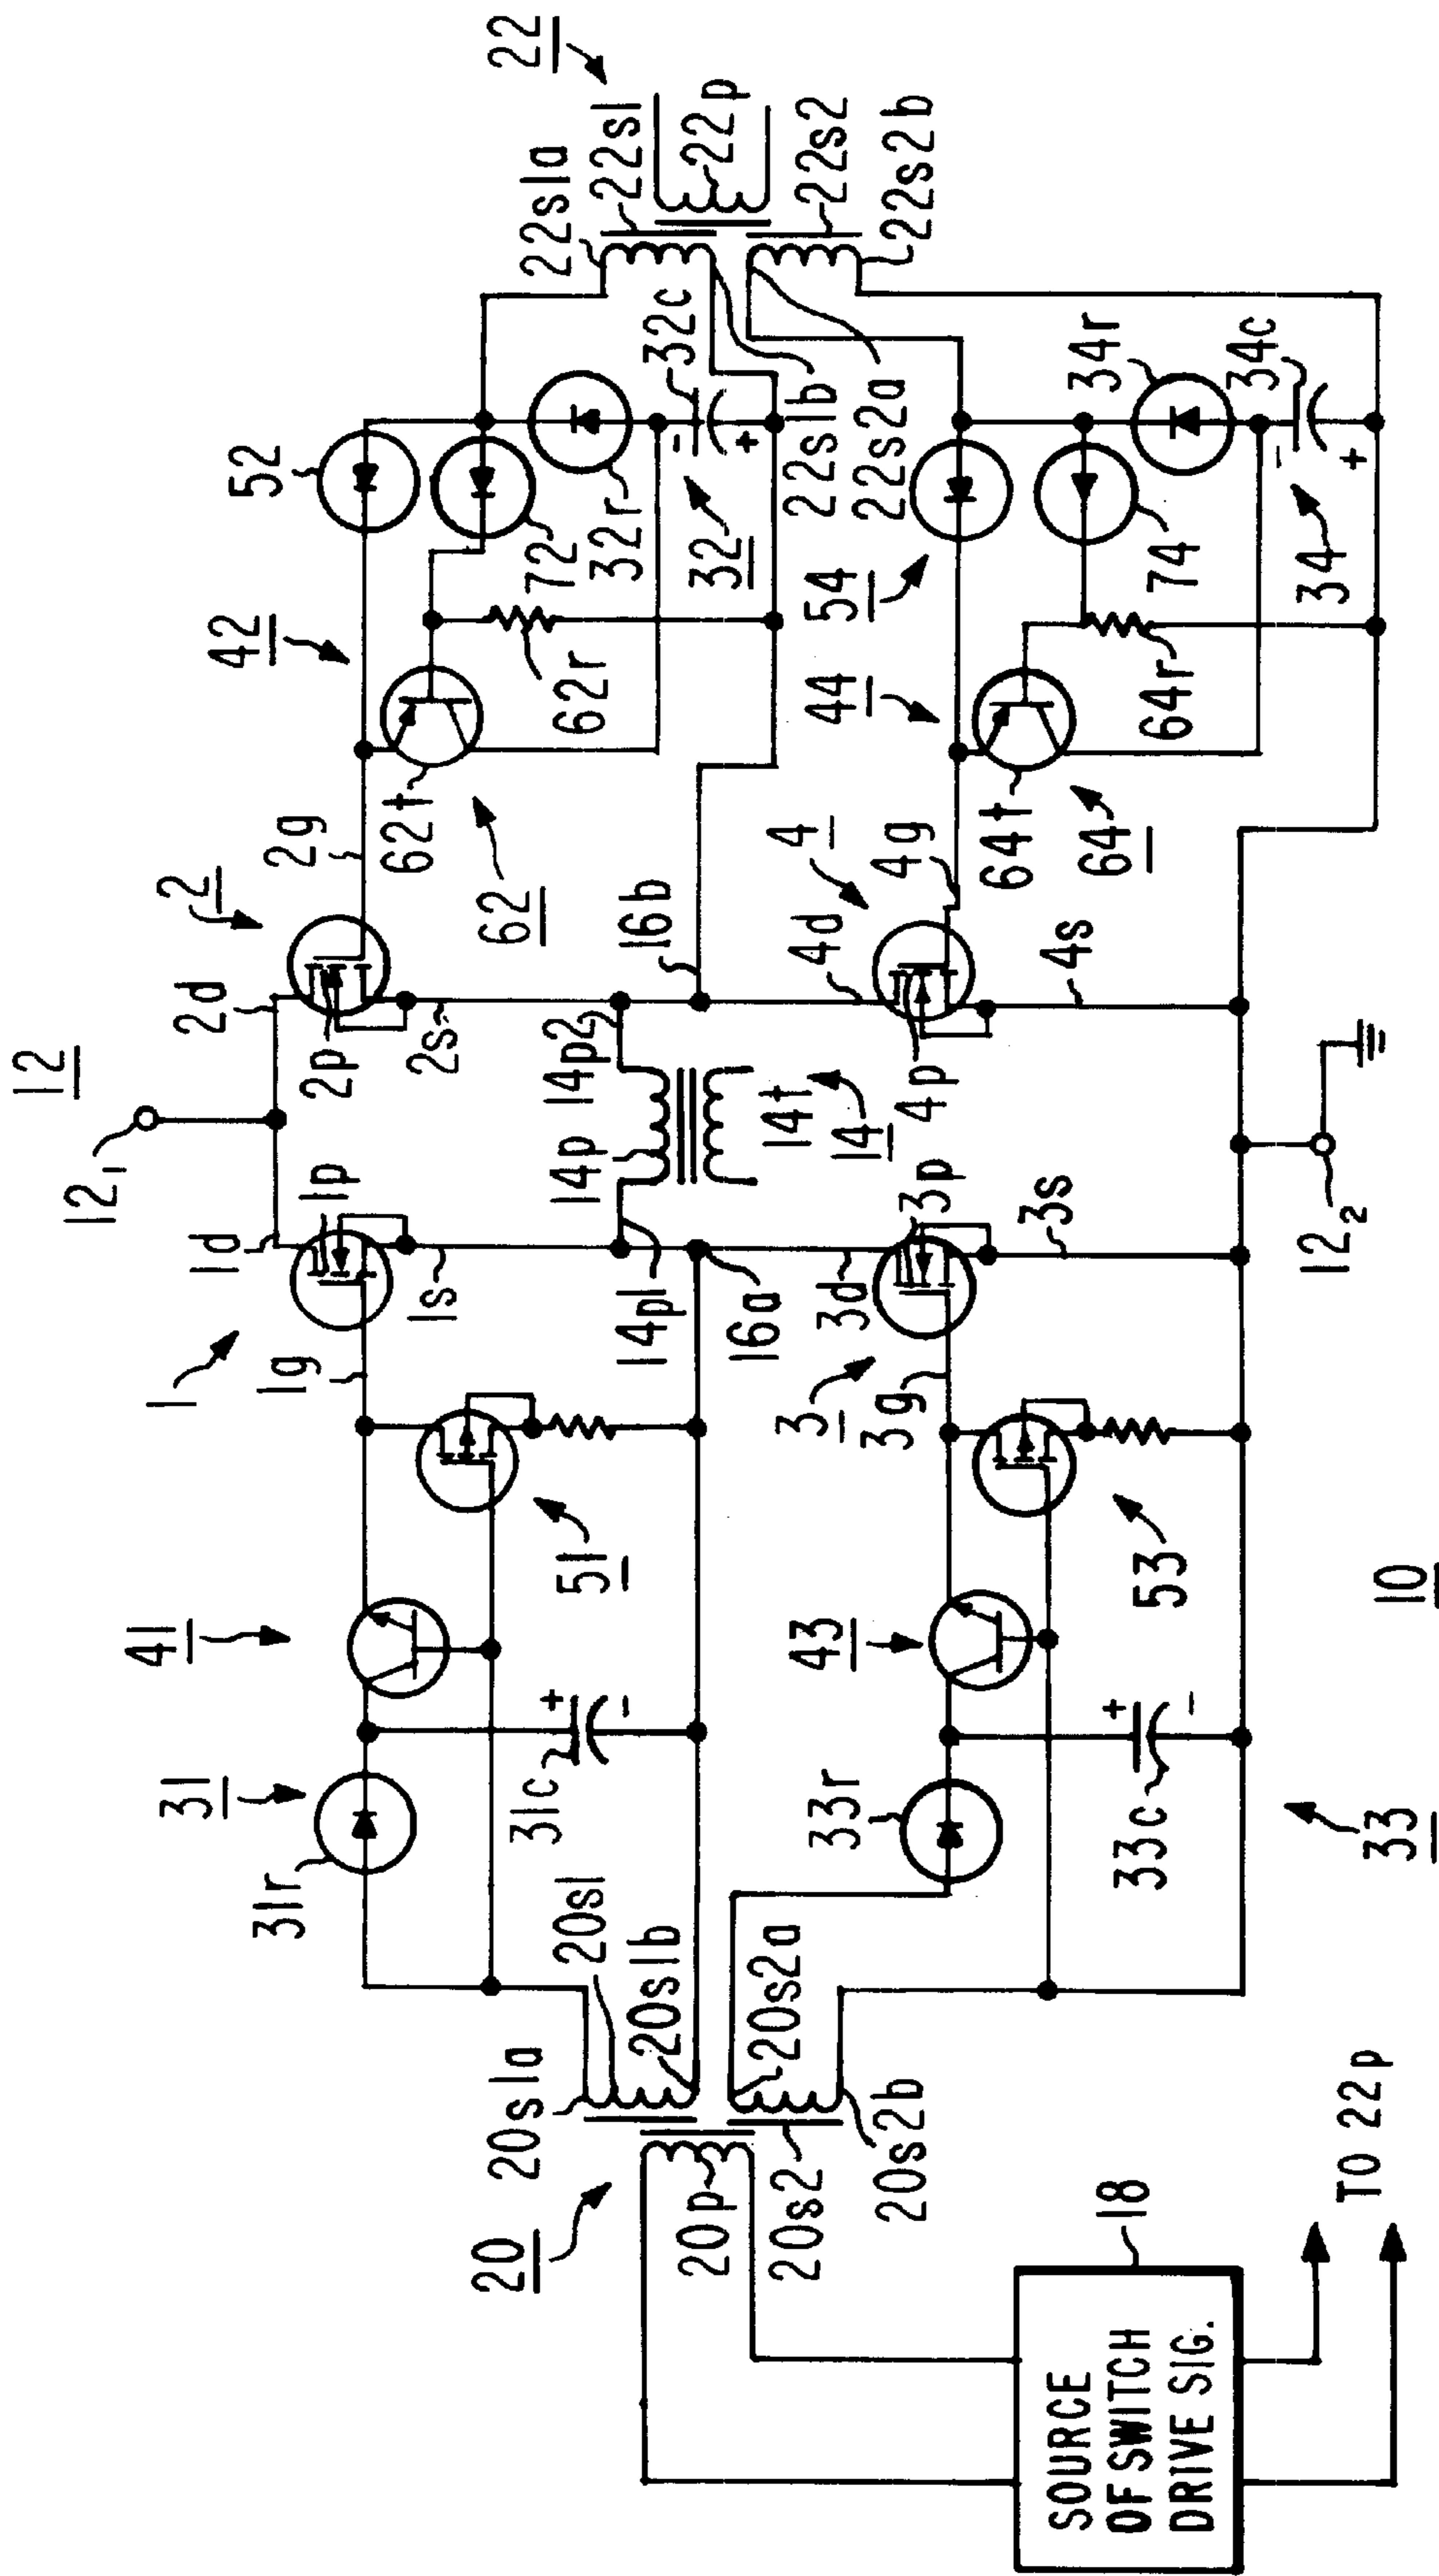 12
12₁
1
1d
1p
2d
2
2p
1g
2g
42
52
22
22s1a
22s1
22p
22s2
22s2b
31
41
31r
31c
51
1s
2s
14p1
14p
14p2
14t
14
16a
16b
62t
62
62r
72
32r
32
32c
22s1b
22s2a
20
20s1a
20s1
20s1b
20p
20s2
20s2a
20s2b
33r
43
33c
33
53
3
3g
3d
3p
3s
4p
4d
4
4g
4s
44
54
64t
64
64r
74
34
34r
34c
+
-
+
-
-
+
-
+
12₂
10
18
SOURCE
OF SWITCH
DRIVE SIG.
TO 22p